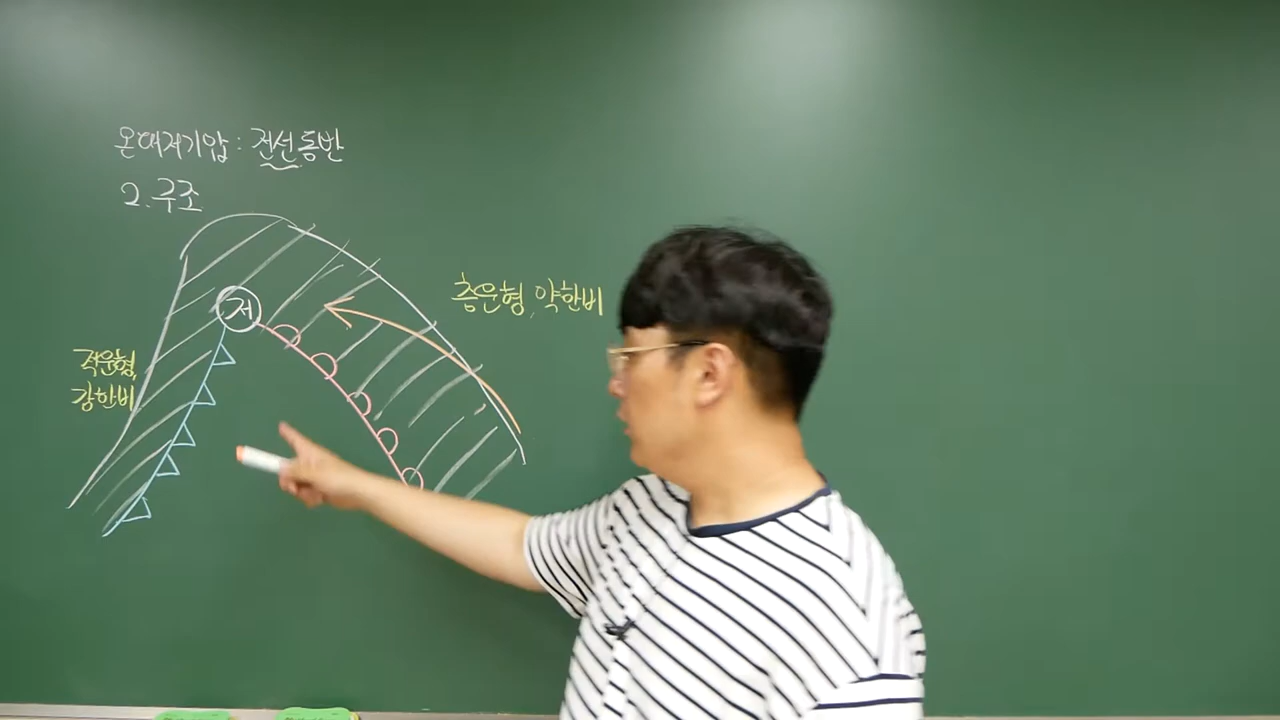 온대저기압 : 전선동반
2. 구조
저
층운형, 약한비
적운형,
강한비